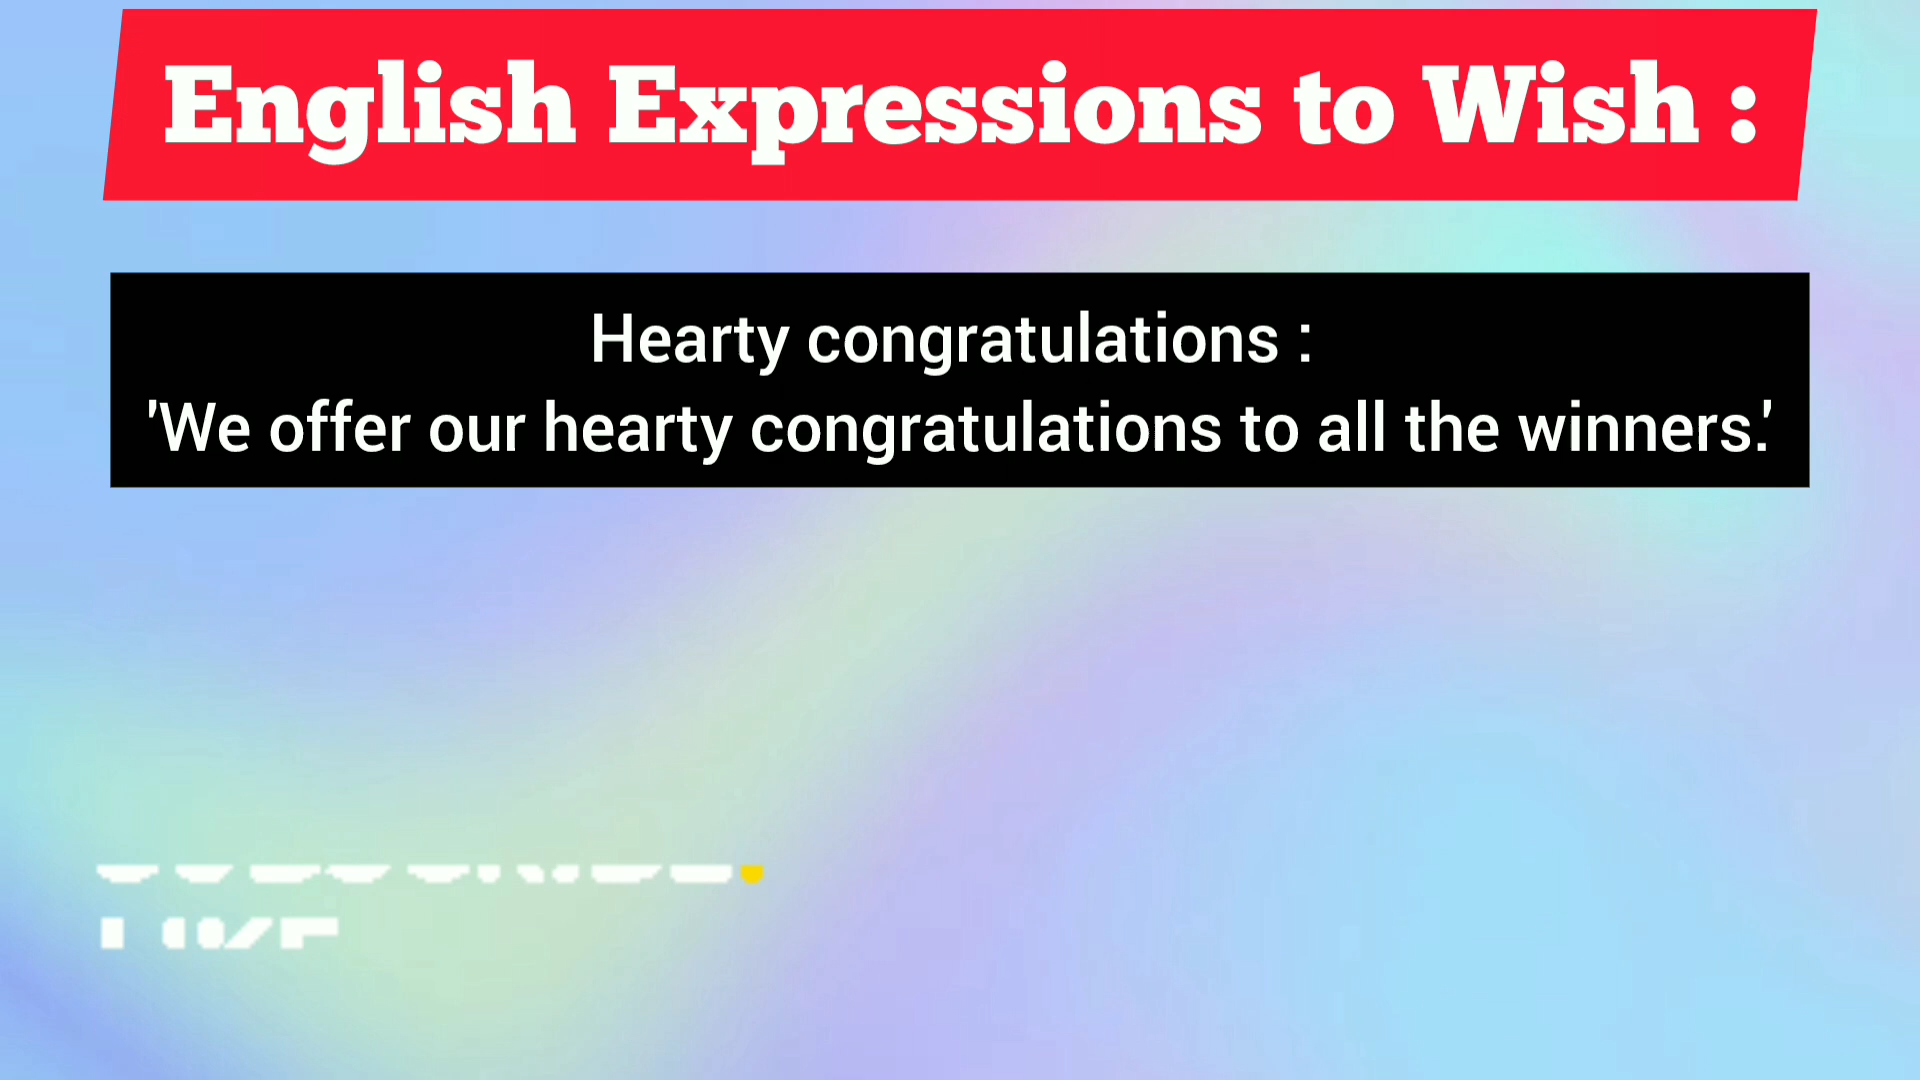 English Expressions to Wish :
Hearty congratulations :
'We offer our hearty congratulations to all the winners.'